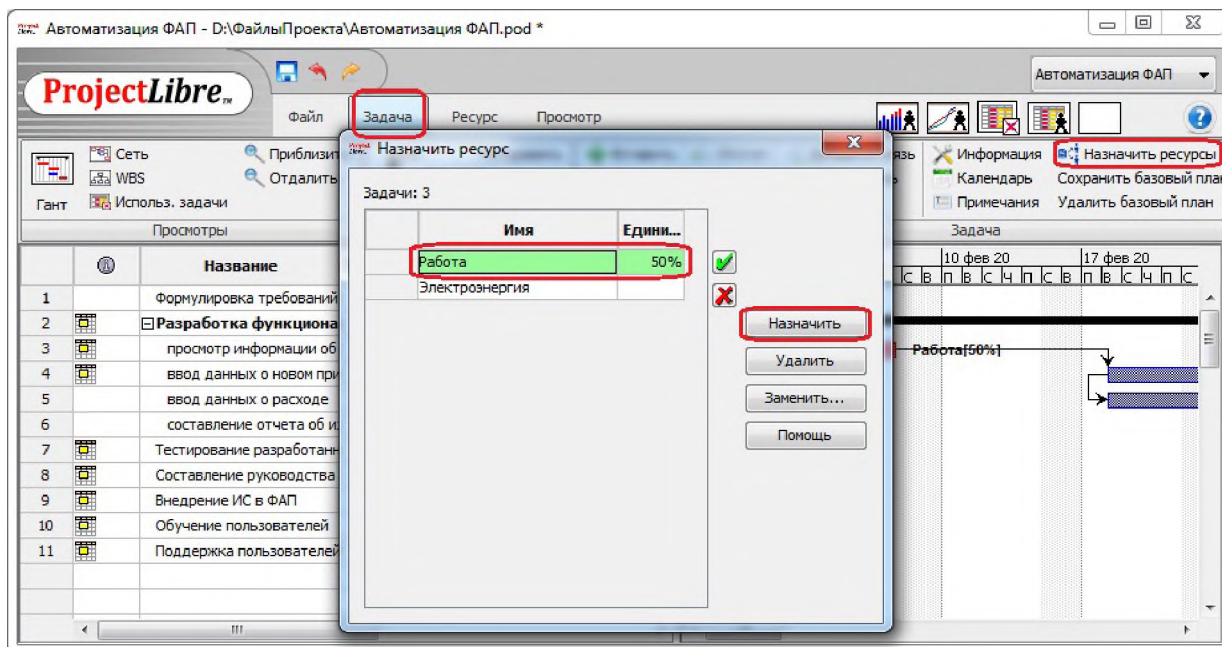 Автоматизация ФАП - D:\ФайлыПроекта\Автоматизация ФАП.pod *
ProjectLibre™
Автоматизация ФАП
Файл Задача Ресурс Просмотр
Назначить ресурс
Сеть
WBS
Использ. задачи
Приблизит
Отдалить
Гант
Просмотры
Информация
Календарь
Примечания
Назначить ресурсы
Сохранить базовый пла
Удалить базовый план
Задача
Задачи: 3
Имя Едини...
Работа 50%
Электроэнергия
Назначить
Удалить
Заменить...
Помощь
Название
1 Формулировка требований
2 Разработка функциона
3 просмотр информации об
4 ввод данных о новом при
5 ввод данных о расходе
6 составление отчета об и
7 Тестирование разработанн
8 Составление руководства
9 Внедрение ИС в ФАП
10 Обучение пользователей
11 Поддержка пользователей
10 фев 20 17 фев 20
С В П В С Ч П С В П В С Ч П С
Работа[50%]